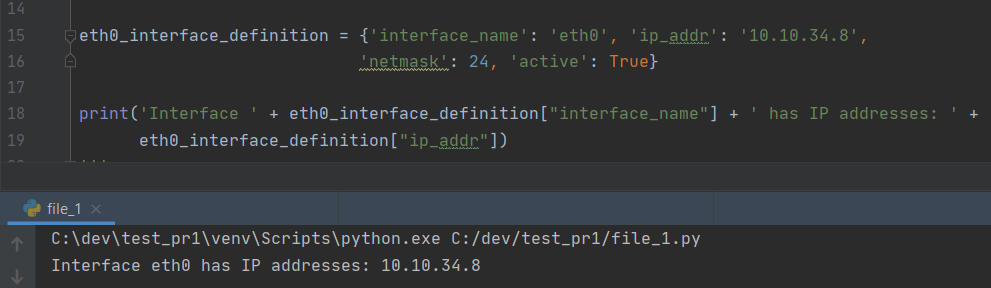 14
15 eth0_interface_definition = {'interface_name': 'eth0', 'ip_addr': '10.10.34.8',
16 'netmask': 24, 'active': True}
17
18 print('Interface ' + eth0_interface_definition["interface_name"] + ' has IP addresses: ' +
19 eth0_interface_definition["ip_addr"])
file_1
C:\dev\test_pr1\venv\Scripts\python.exe C:/dev/test_pr1/file_1.py
Interface eth0 has IP addresses: 10.10.34.8